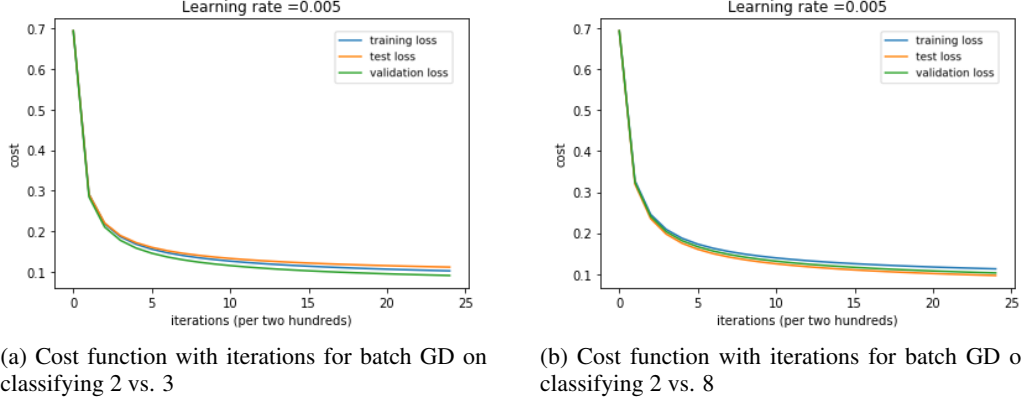 Learning rate =0.005
0.7
0.6
0.5
0.4
0.3
0.2
0.1
cost
training loss
test loss
validation loss
0 5 10 15 20 25
iterations (per two hundreds)
(a) Cost function with iterations for batch GD on
classifying 2 vs. 3
Learning rate =0.005
0.7
0.6
0.5
0.4
0.3
0.2
0.1
cost
training loss
test loss
validation loss
0 5 10 15 20 25
iterations (per two hundreds)
(b) Cost function with iterations for batch GD o
classifying 2 vs. 8